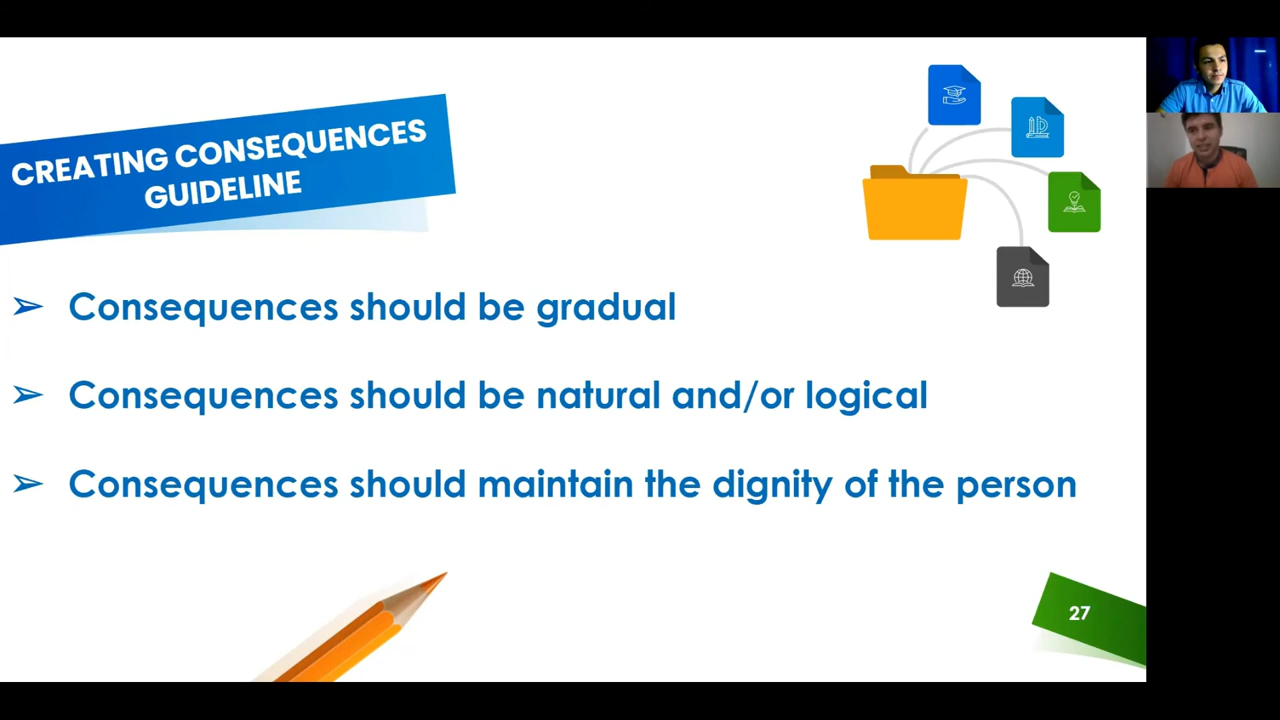 CREATING CONSEQUENCES
GUIDELINE
➢ Consequences should be gradual
➢ Consequences should be natural and/or logical
➢ Consequences should maintain the dignity of the person
27